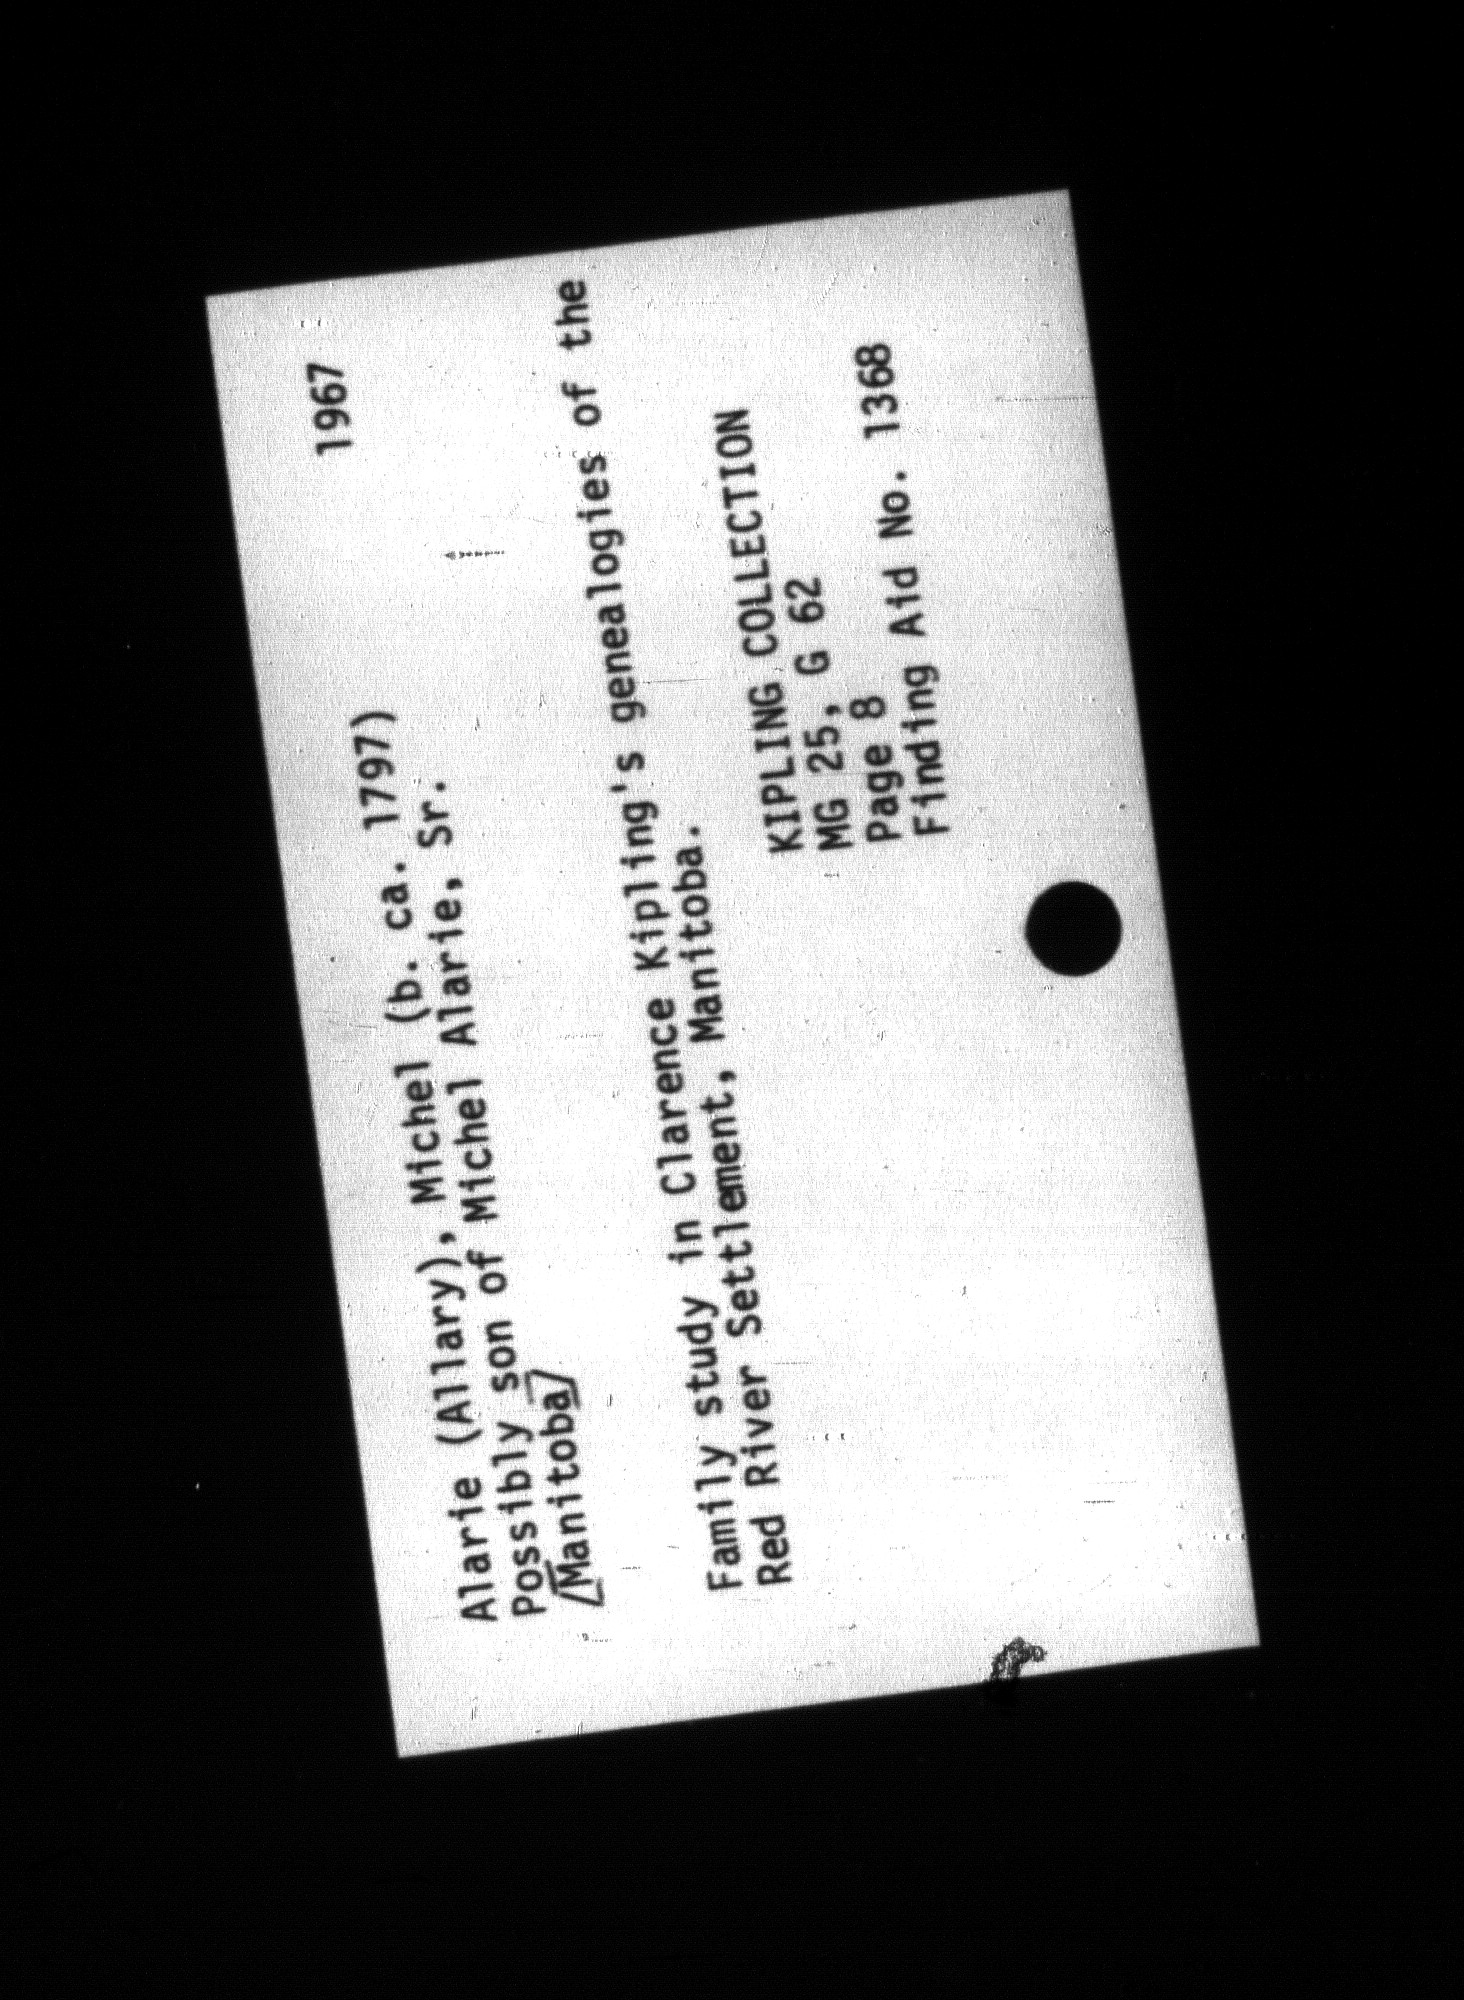 1967
Alarie (Allary), Michel (b. ca. 1797)
Possibly son of Michel Alarie, Sr.
[Manitoba]
Family study in Clarence Kipling's genealogies of the
Red River Settlement, Manitoba.
KIPLING COLLECTION
MG 25, G 62
Page 8
Finding Aid No. 1368